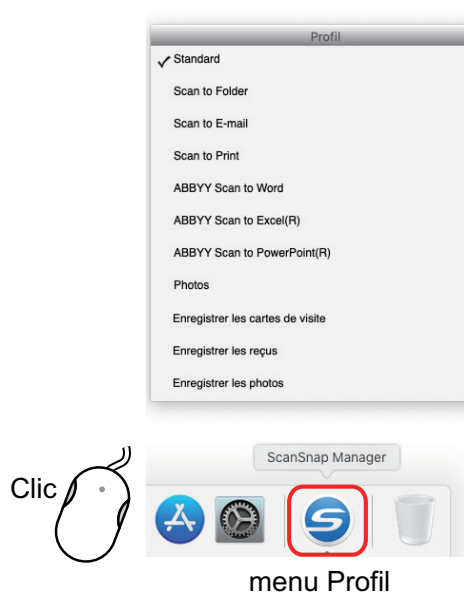 Profil
Standard
Scan to Folder
Scan to E-mail
Scan to Print
ABBYY Scan to Word
ABBYY Scan to Excel(R)
ABBYY Scan to PowerPoint(R)
Photos
Enregistrer les cartes de visite
Enregistrer les reçus
Enregistrer les photos
ScanSnap Manager
Clic
menu Profil